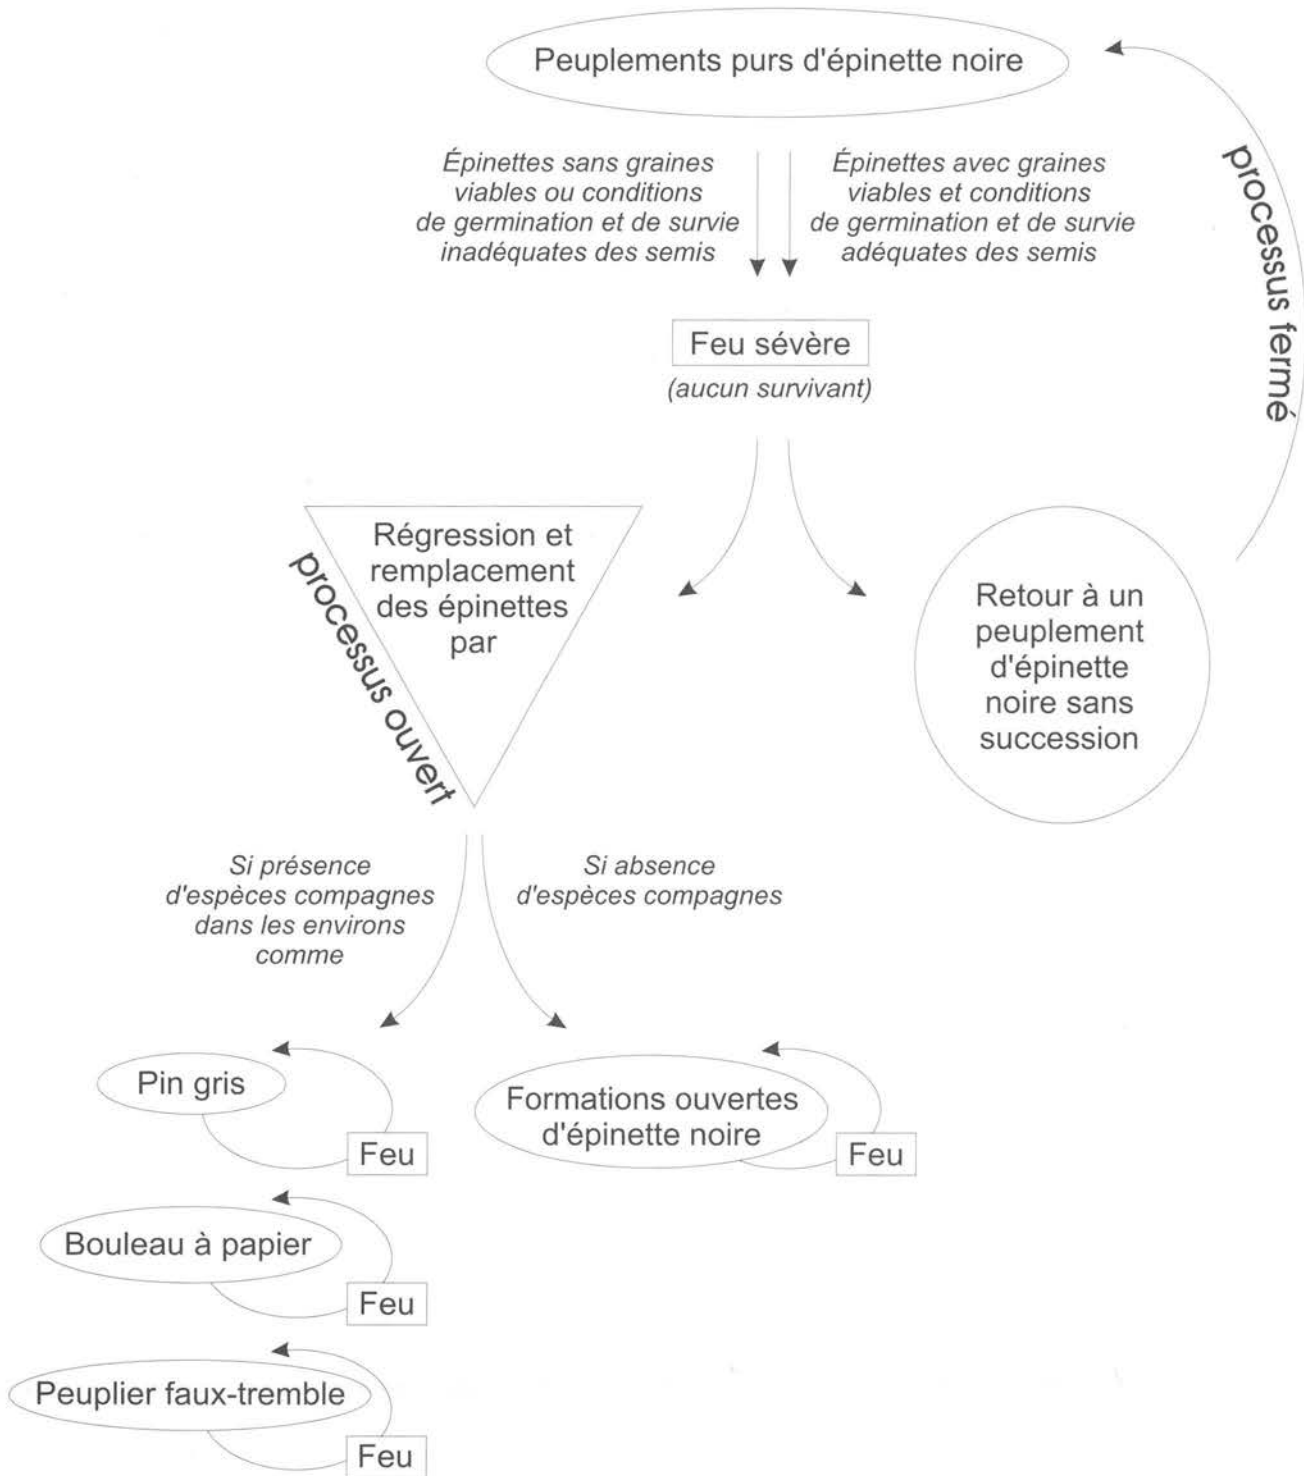 Peuplements purs d'épinette noire
Épinettes sans graines
viables ou conditions
de germination et de survie
inadéquates des semis
Épinettes avec graines
viables et conditions
de germination et de survie
adéquates des semis
processus fermé
Feu sévère
(aucun survivant)
Régression et
remplacement
des épinettes
par
processus ouvert
Retour à un
peuplement
d'épinette
noire sans
succession
Si présence
d'espèces compagnes
dans les environs
comme
Si absence
d'espèces compagnes
Pin gris
Feu
Formations ouvertes
d'épinette noire
Feu
Bouleau à papier
Feu
Peuplier faux-tremble
Feu